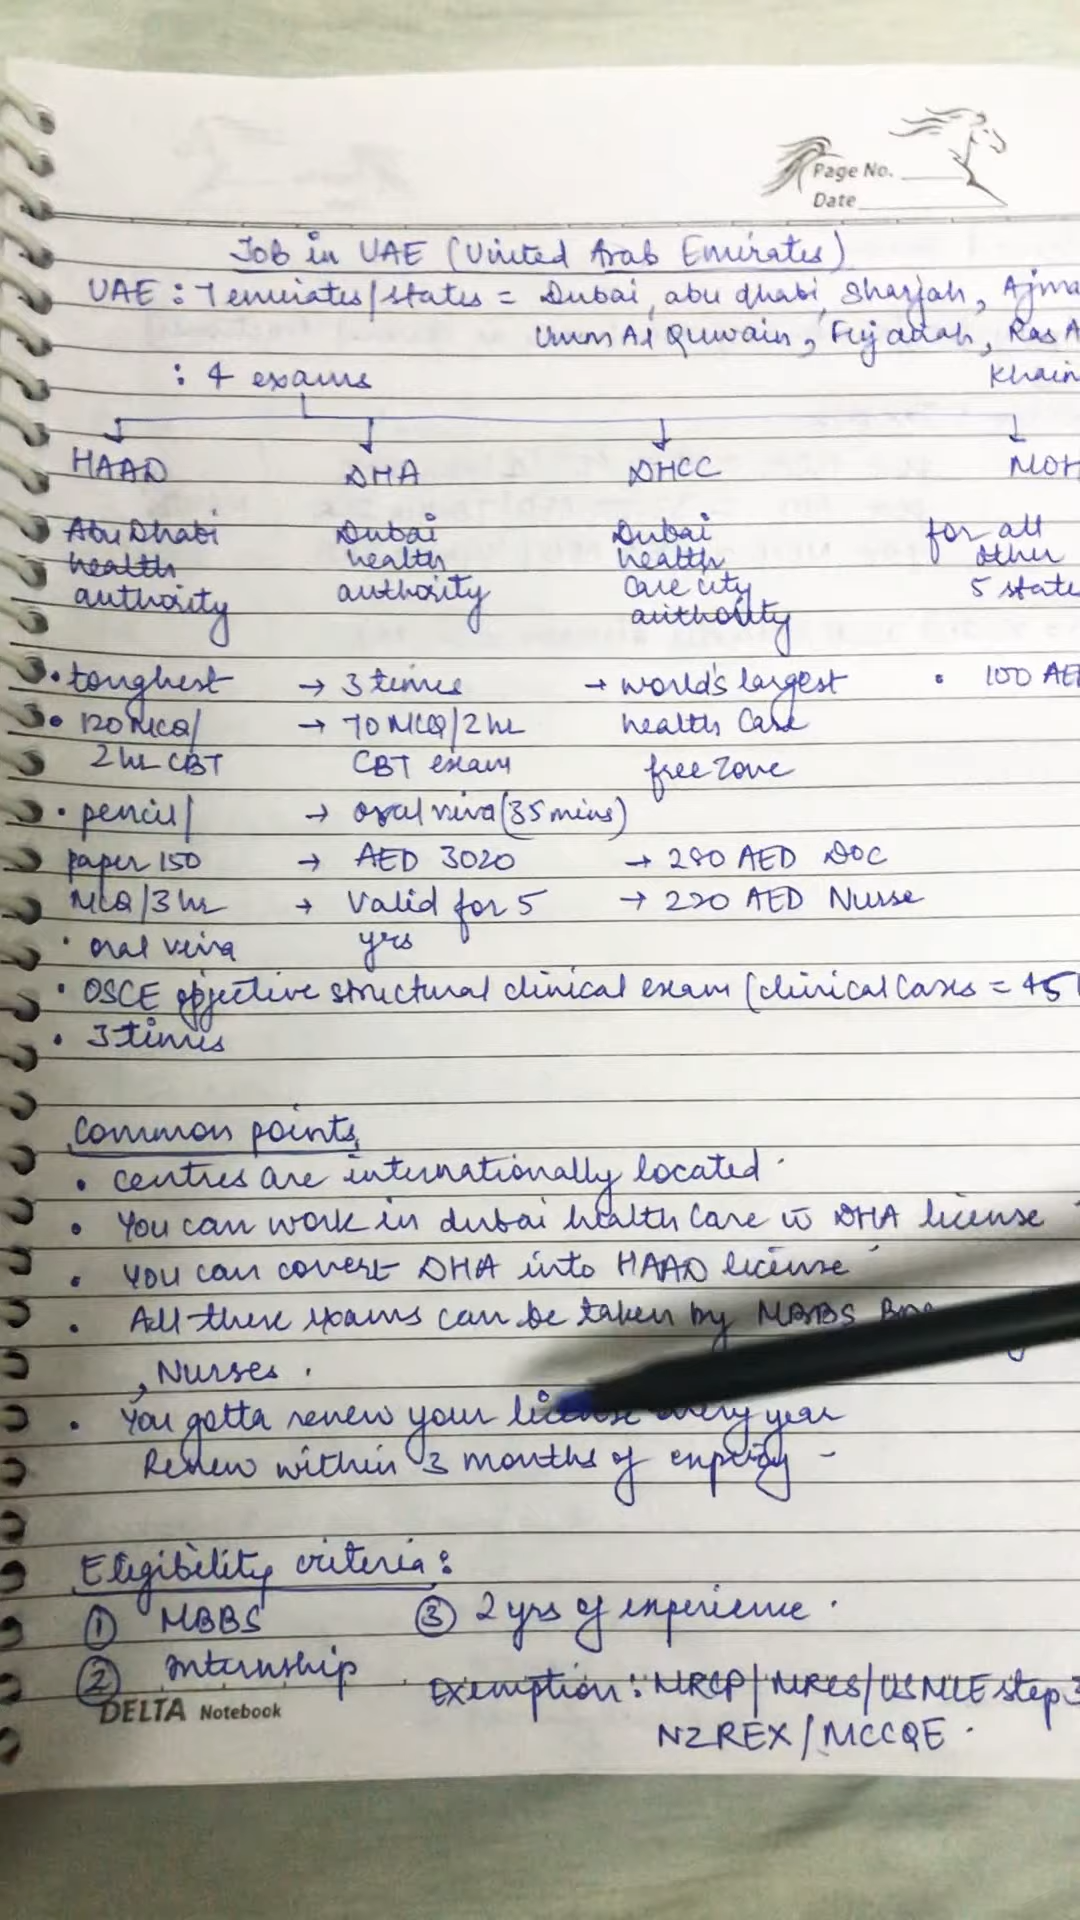 Page No.
Date
Job in UAE (United Arab Emirates)
UAE : 7 emirates/states = Dubai, abu dhabi, Sharjah, Ajma
Umm Al Quwain, Fujairah, Ras A
: 4 exams Khaim
HAAD DHA DHCC MOH
Abu Dhabi Dubai Dubai for all
health health health other
authority authority Care city 5 state
authority
• toughest → 3 times → world's largest • 100 AED
• 120 MCQ/ → 70 MCQ/2 hr health Care
2 hr CBT CBT exam free zone
• pencil/ → oral viva (35 mins)
paper 150 → AED 3020 → 280 AED Doc
MCQ/3 hr → Valid for 5 → 220 AED Nurse
• oral viva yrs
• OSCE objective structural clinical exam (clinical Cases = 45
• 3 times
Common points
• centres are internationally located.
• You can work in dubai health Care w DHA license
• You can covert DHA into HAAD license
• All these exams can be taken by MBBS
, Nurses.
• You gotta renew your license every year
Renew within 3 months of expiry -
Eligibility criteria :
① MBBS ③ 2 yrs of experience.
② Internship
Exemption : MRCP/MRCS/USMLE step 3
NZREX/MCCQE.
DELTA Notebook